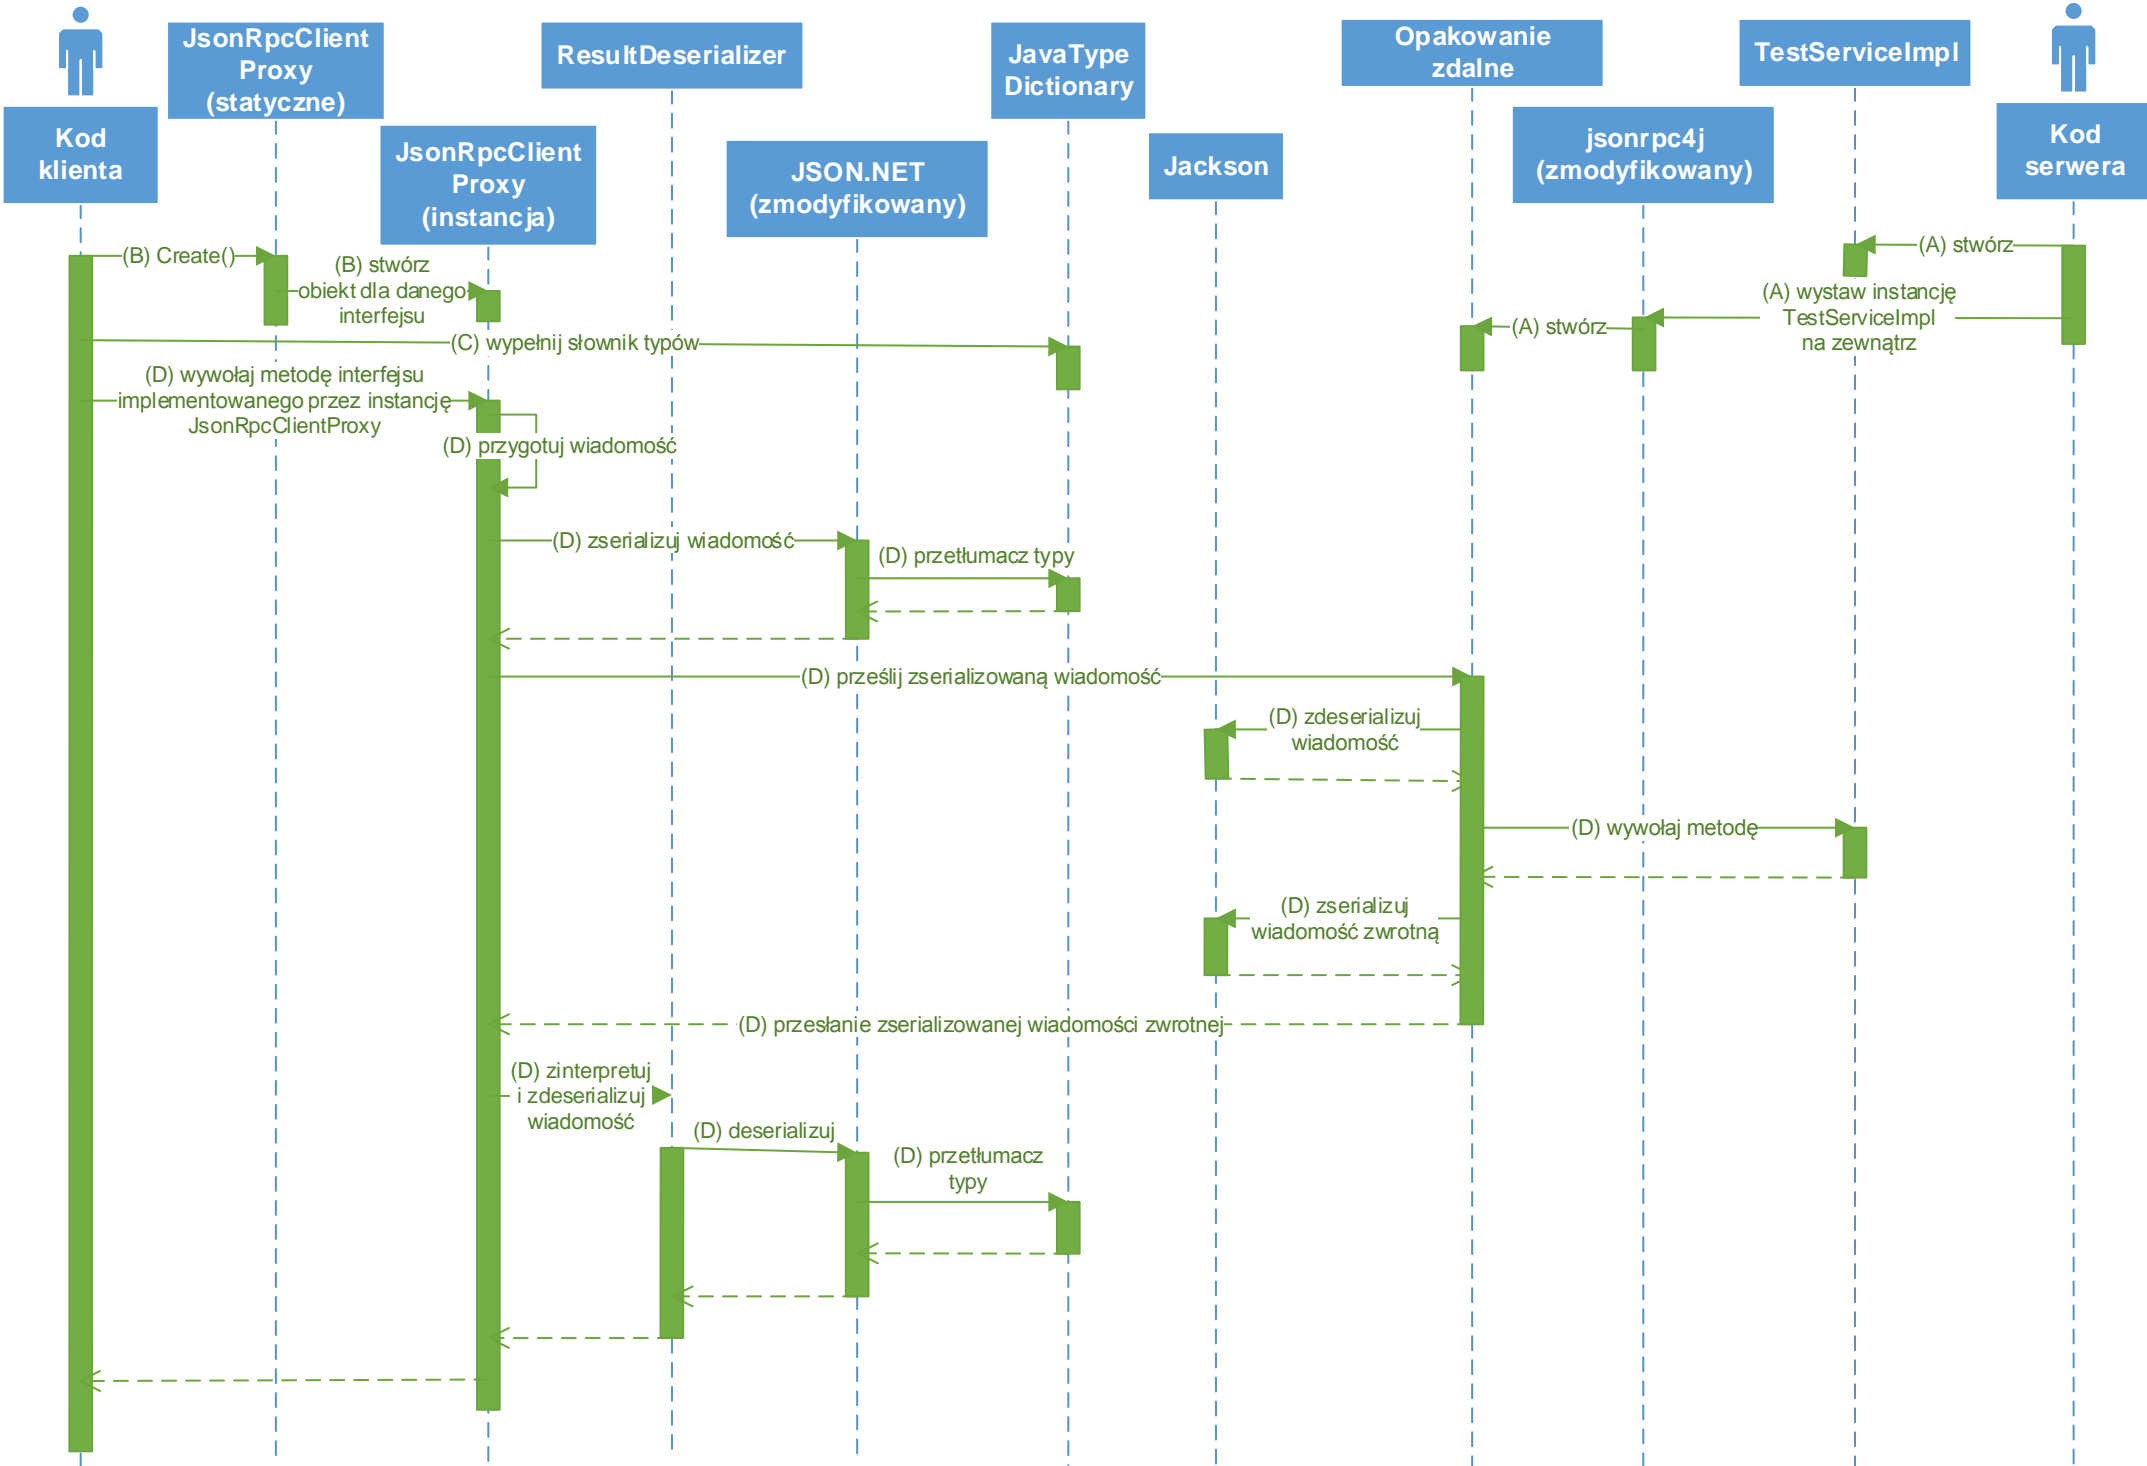 JsonRpcClient
Proxy
(statyczne)
ResultDeserializer
JavaType
Dictionary
Opakowanie
zdalne
TestServiceImpl
Kod
klienta
JsonRpcClient
Proxy
(instancja)
JSON.NET
(zmodyfikowany)
Jackson
jsonrpc4j
(zmodyfikowany)
Kod
serwera
(B) Create()
(B) stwórz
obiekt dla danego
interfejsu
(A) stwórz
(A) wystaw instancję
TestServiceImpl
na zewnątrz
(A) stwórz
(C) wypełnij słownik typów
(D) wywołaj metodę interfejsu
implementowanego przez instancję
JsonRpcClientProxy
(D) przygotuj wiadomość
(D) zserializuj wiadomość
(D) przetłumacz typy
(D) prześlij zserializowaną wiadomość
(D) zdeserializuj
wiadomość
(D) wywołaj metodę
(D) zserializuj
wiadomość zwrotną
(D) przesłanie zserializowanej wiadomości zwrotnej
(D) zinterpretuj
i zdeserializuj
wiadomość
(D) deserializuj
(D) przetłumacz
typy